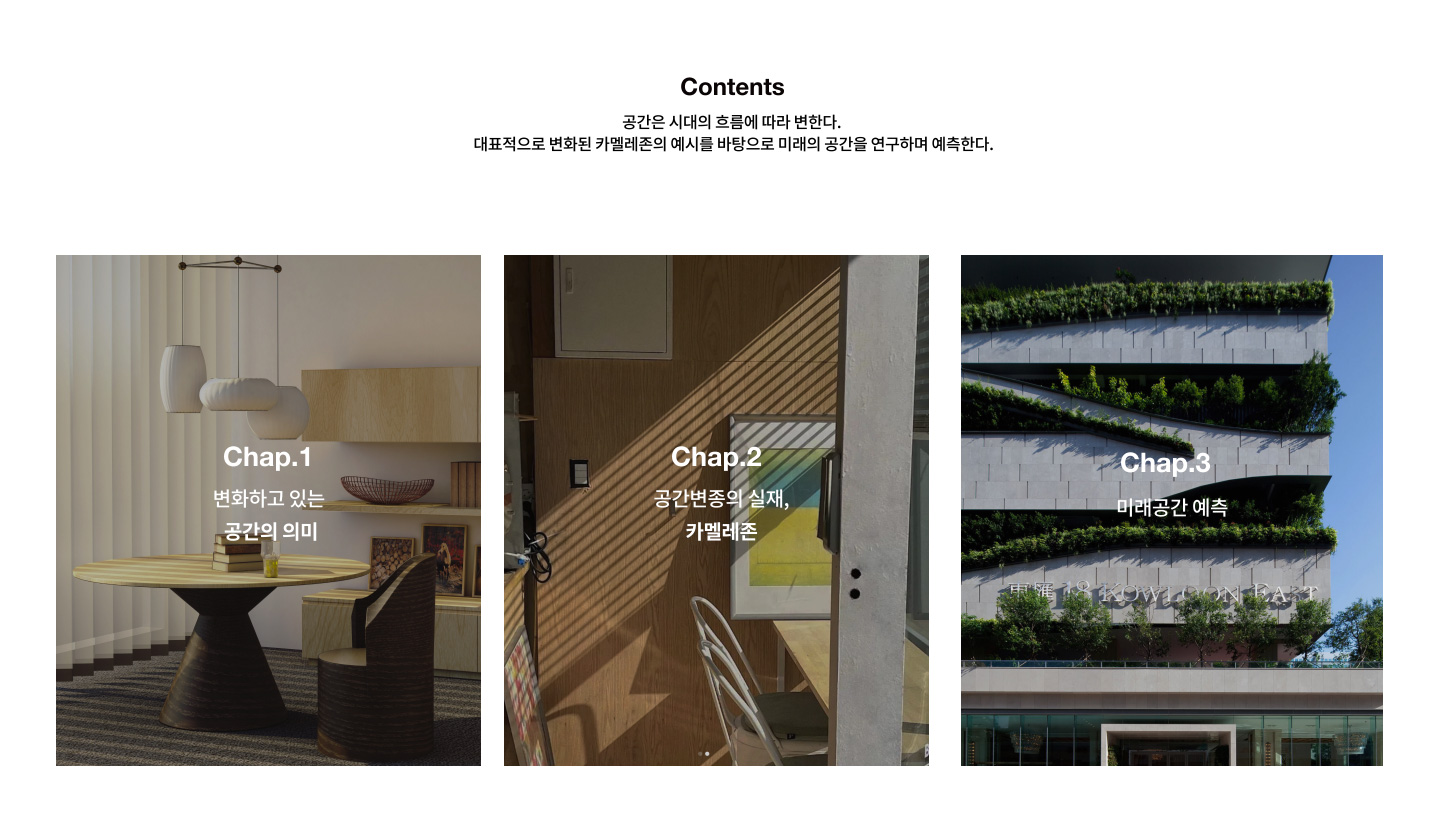 Contents
공간은 시대의 흐름에 따라 변한다.
대표적으로 변화된 카멜레존의 예시를 바탕으로 미래의 공간을 연구하며 예측한다.
Chap.1
변화하고 있는
공간의 의미
Chap.2
공간변종의 실재,
카멜레존
Chap.3
미래공간 예측
東匯 18 KOWLOON EAST